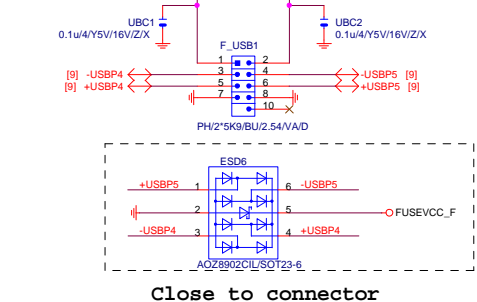 UBC1
0.1u/4/Y5V/16V/Z/X
UBC2
0.1u/4/Y5V/16V/Z/X
F_USB1
1 2
[9] -USBP4 3 4 -USBP5 [9]
[9] +USBP4 5 6 +USBP5 [9]
7 8
10
PH/2*5K9/BU/2.54/VA/D
ESD6
+USBP5 1 6 -USBP5
2 5 FUSEVCC_F
-USBP4 3 4 +USBP4
AOZ8902CIL/SOT23-6
Close to connector